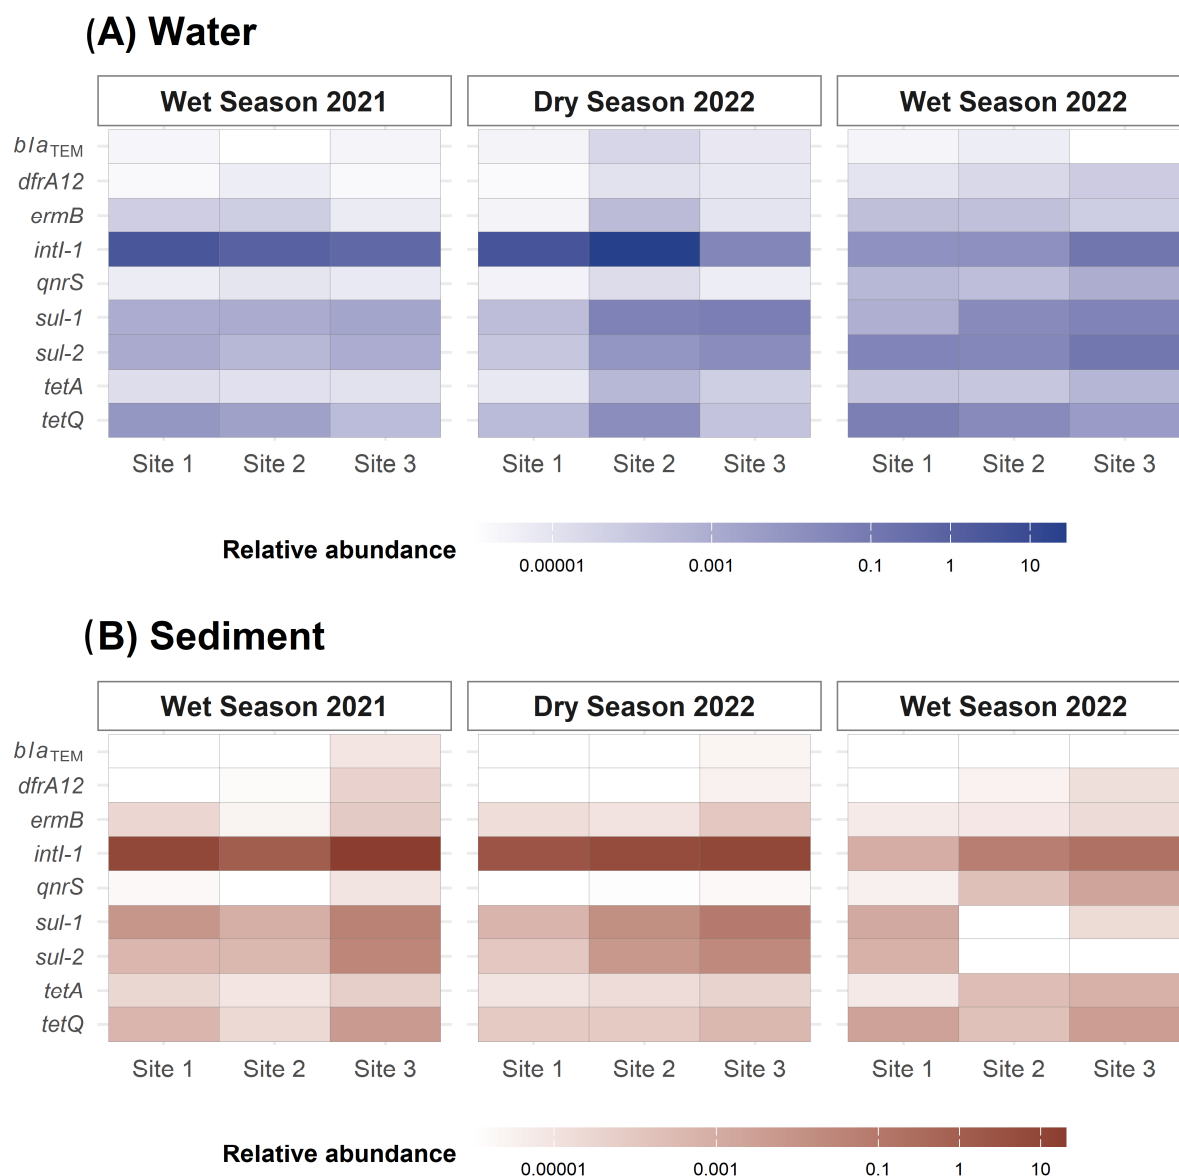 (A) Water
Wet Season 2021 Dry Season 2022 Wet Season 2022
blaTEM
dfrA12
ermB
intI-1
qnrS
sul-1
sul-2
tetA
tetQ
Site 1 Site 2 Site 3 Site 1 Site 2 Site 3 Site 1 Site 2 Site 3
Relative abundance
0.00001 0.001 0.1 1 10
(B) Sediment
Wet Season 2021 Dry Season 2022 Wet Season 2022
blaTEM
dfrA12
ermB
intI-1
qnrS
sul-1
sul-2
tetA
tetQ
Site 1 Site 2 Site 3 Site 1 Site 2 Site 3 Site 1 Site 2 Site 3
Relative abundance
0.00001 0.001 0.1 1 10